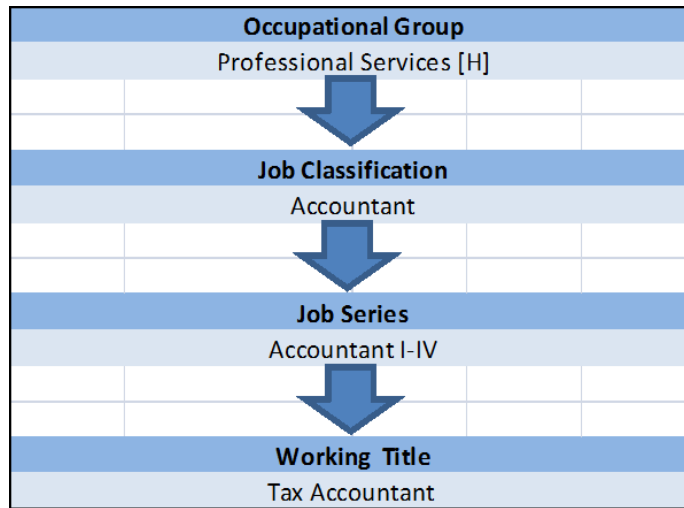 Occupational Group
Professional Services [H]
Job Classification
Accountant
Job Series
Accountant I-IV
Working Title
Tax Accountant